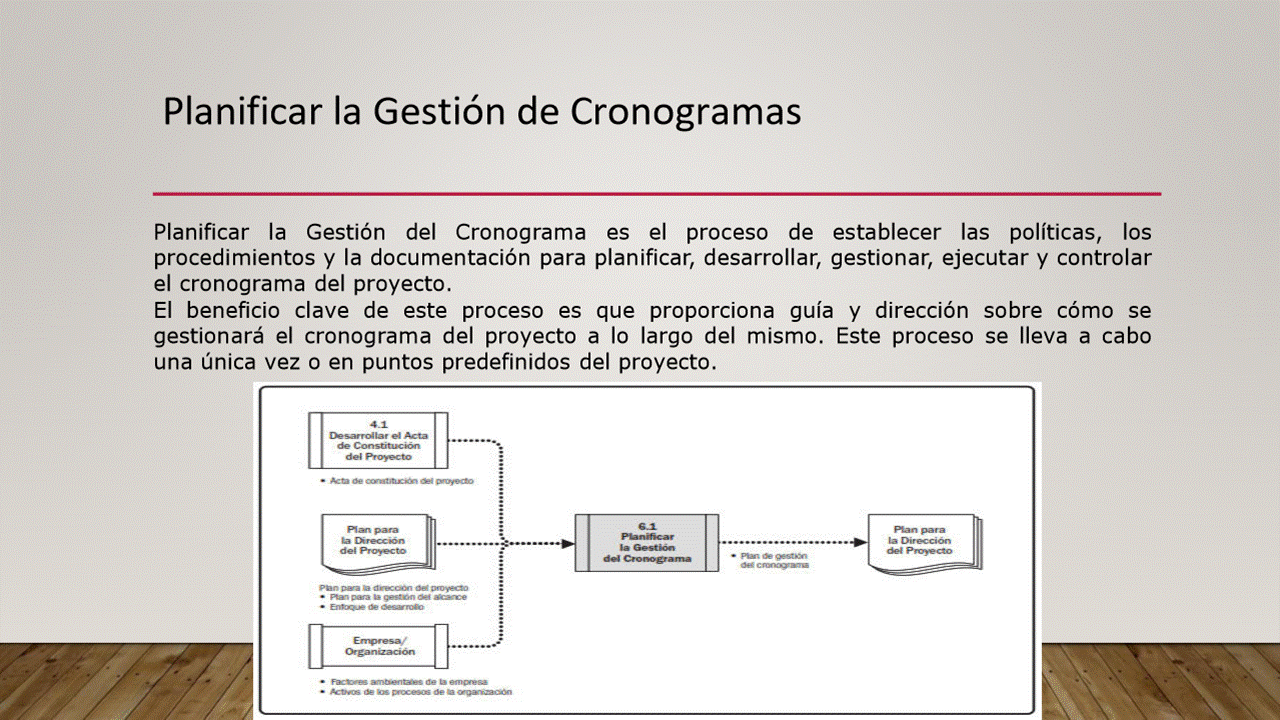 Planificar la Gestión de Cronogramas
Planificar la Gestión del Cronograma es el proceso de establecer las políticas, los
procedimientos y la documentación para planificar, desarrollar, gestionar, ejecutar y controlar
el cronograma del proyecto.
El beneficio clave de este proceso es que proporciona guía y dirección sobre cómo se
gestionará el cronograma del proyecto a lo largo del mismo. Este proceso se lleva a cabo
una única vez o en puntos predefinidos del proyecto.
4.1
Desarrollar el Acta
de Constitución
del Proyecto
• Acta de constitución del proyecto
Plan para
la Dirección
del Proyecto
Plan para la dirección del proyecto
• Plan para la gestión del alcance
• Enfoque de desarrollo
Empresa/
Organización
• Factores ambientales de la empresa
• Activos de los procesos de la organización
6.1
Planificar
la Gestión
del Cronograma
• Plan de gestión
del cronograma
Plan para
la Dirección
del Proyecto